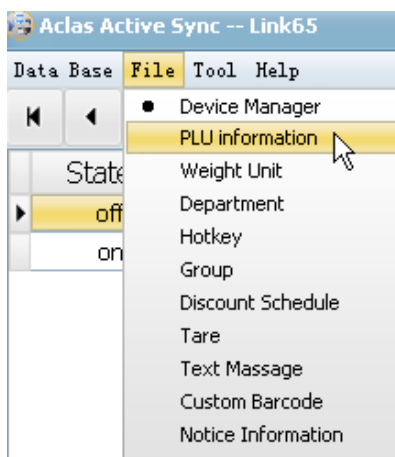 Aclas Active Sync -- Link65
Data Base File Tool Help
Device Manager
PLU information
State
Weight Unit
off
Department
on
Hotkey
Group
Discount Schedule
Tare
Text Massage
Custom Barcode
Notice Information